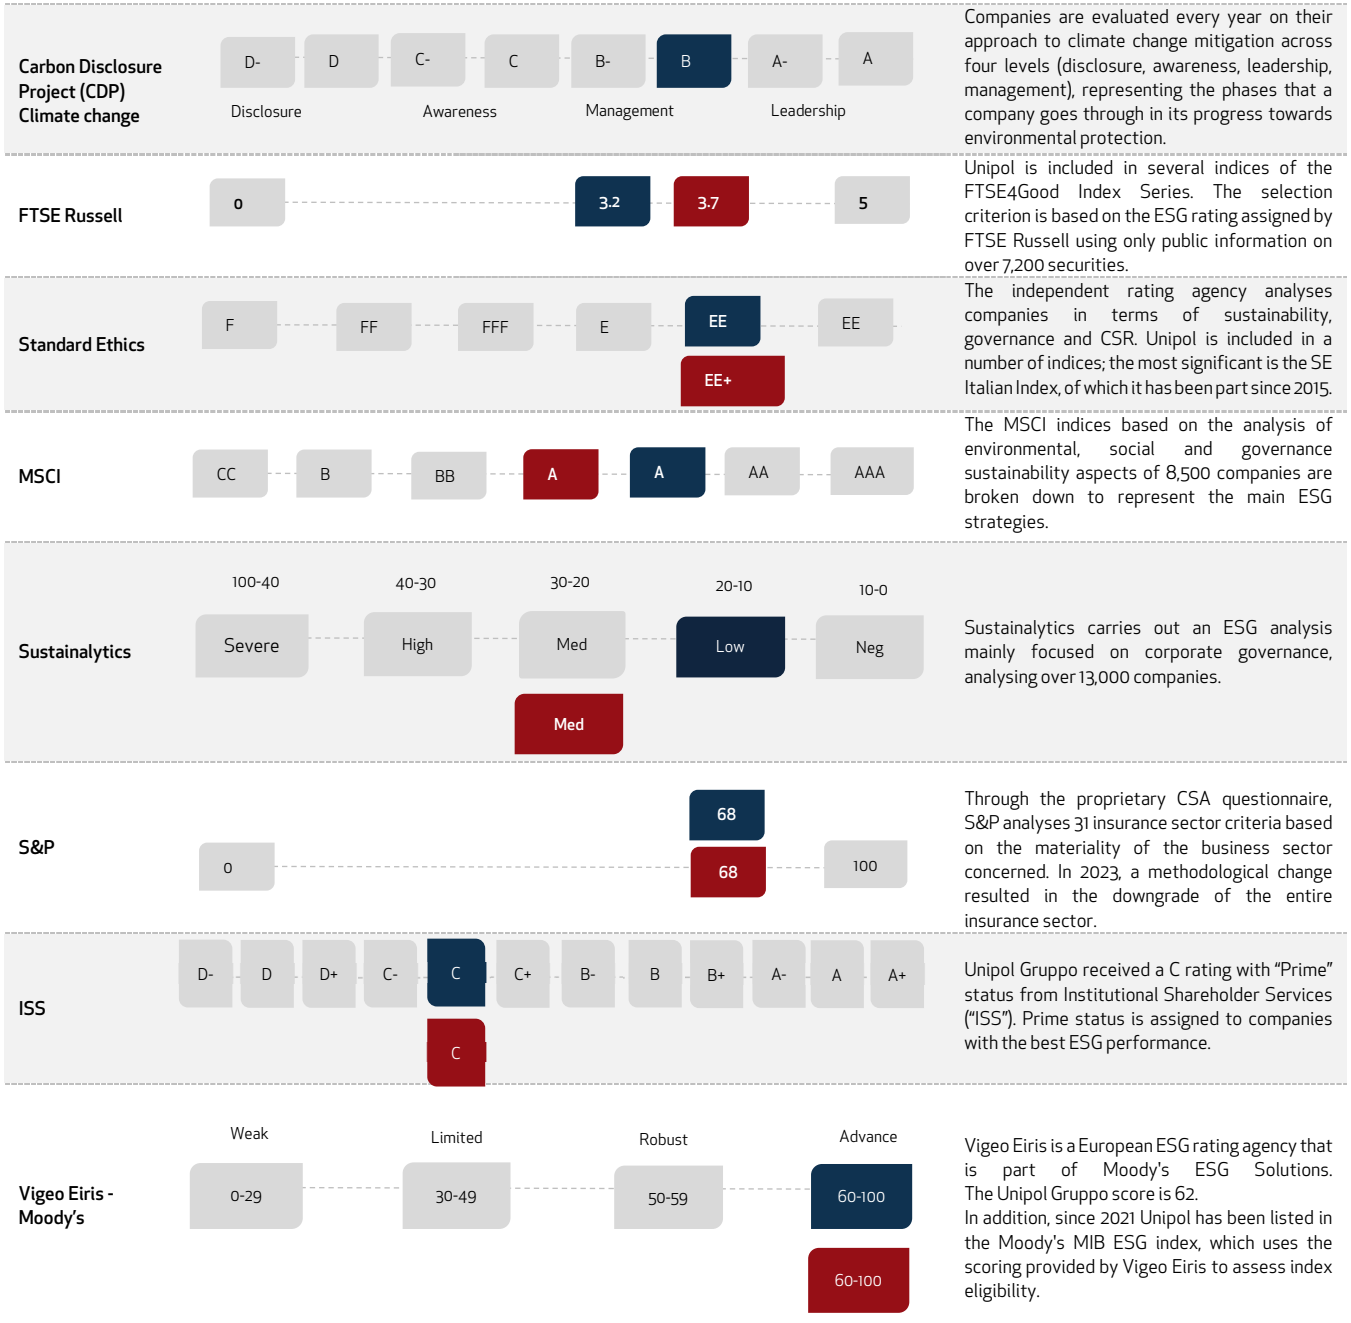 Carbon Disclosure
Project (CDP)
Climate change
D-
D
C-
C
B-
B
A-
A
Disclosure
Awareness
Management
Leadership
Companies are evaluated every year on their
approach to climate change mitigation across
four levels (disclosure, awareness, leadership,
management), representing the phases that a
company goes through in its progress towards
environmental protection.
FTSE Russell
0
3.2
3.7
5
Unipol is included in several indices of the
FTSE4Good Index Series. The selection
criterion is based on the ESG rating assigned by
FTSE Russell using only public information on
over 7,200 securities.
Standard Ethics
F
FF
FFF
E
EE
EE
EE+
The independent rating agency analyses
companies in terms of sustainability,
governance and CSR. Unipol is included in a
number of indices; the most significant is the SE
Italian Index, of which it has been part since 2015.
MSCI
CC
B
BB
A
A
AA
AAA
The MSCI indices based on the analysis of
environmental, social and governance
sustainability aspects of 8,500 companies are
broken down to represent the main ESG
strategies.
Sustainalytics
100-40
40-30
30-20
20-10
10-0
Severe
High
Med
Low
Neg
Med
Sustainalytics carries out an ESG analysis
mainly focused on corporate governance,
analysing over 13,000 companies.
S&P
0
68
68
100
Through the proprietary CSA questionnaire,
S&P analyses 31 insurance sector criteria based
on the materiality of the business sector
concerned. In 2023, a methodological change
resulted in the downgrade of the entire
insurance sector.
ISS
D-
D
D+
C-
C
C+
B-
B
B+
A-
A
A+
C
Unipol Gruppo received a C rating with “Prime”
status from Institutional Shareholder Services
(“ISS”). Prime status is assigned to companies
with the best ESG performance.
Vigeo Eiris -
Moody’s
Weak
Limited
Robust
Advance
0-29
30-49
50-59
60-100
60-100
Vigeo Eiris is a European ESG rating agency that
is part of Moody's ESG Solutions.
The Unipol Gruppo score is 62.
In addition, since 2021 Unipol has been listed in
the Moody's MIB ESG index, which uses the
scoring provided by Vigeo Eiris to assess index
eligibility.